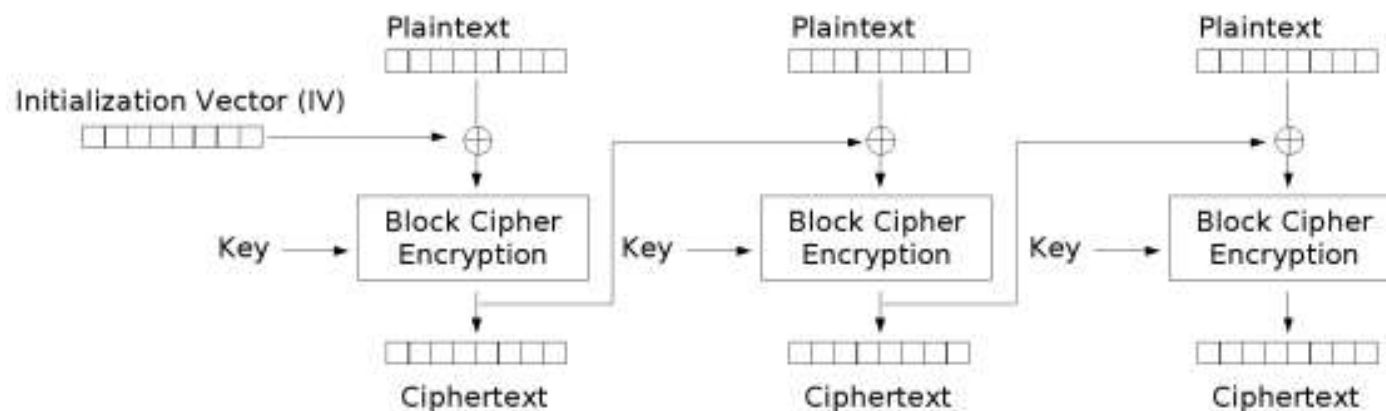 Plaintext
Plaintext
Plaintext
Initialization Vector (IV)
Block Cipher
Encryption
Block Cipher
Encryption
Block Cipher
Encryption
Key
Key
Key
Ciphertext
Ciphertext
Ciphertext